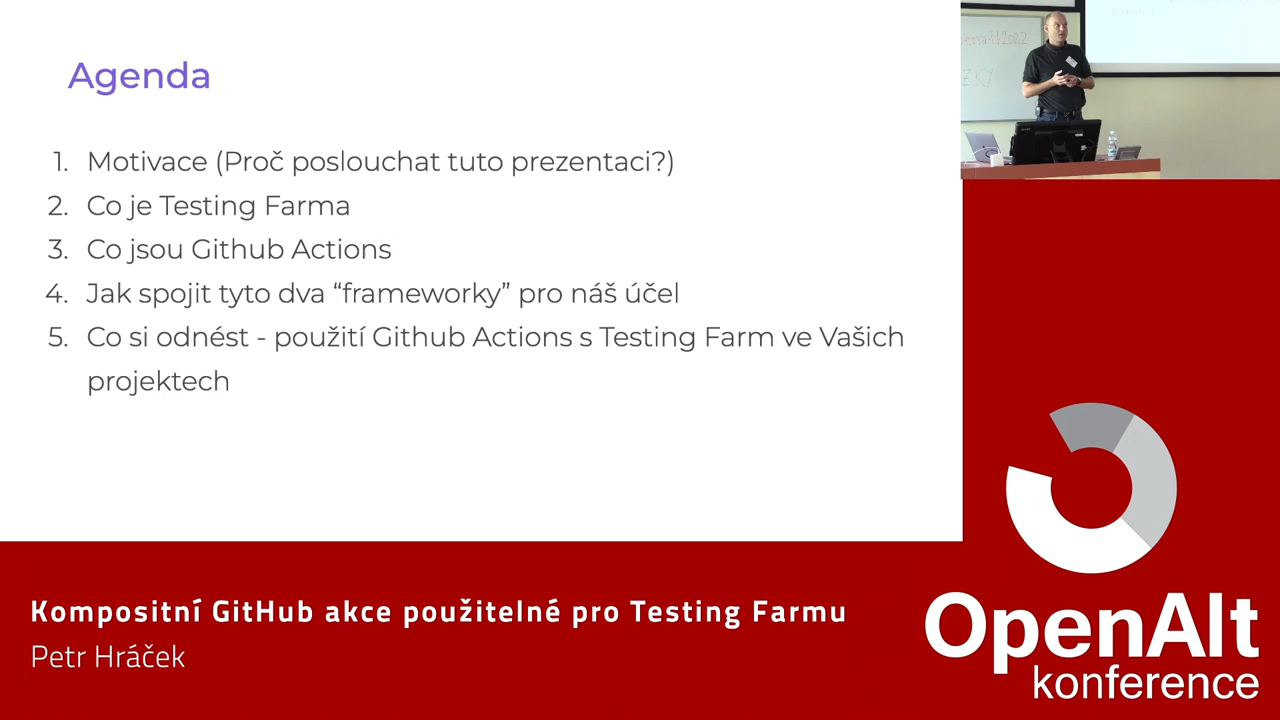 Agenda
1. Motivace (Proč poslouchat tuto prezentaci?)
2. Co je Testing Farma
3. Co jsou Github Actions
4. Jak spojit tyto dva “frameworky” pro náš účel
5. Co si odnést - použití Github Actions s Testing Farm ve Vašich
projektech
Kompositní GitHub akce použitelné pro Testing Farmu
Petr Hráček
OpenAlt
konference